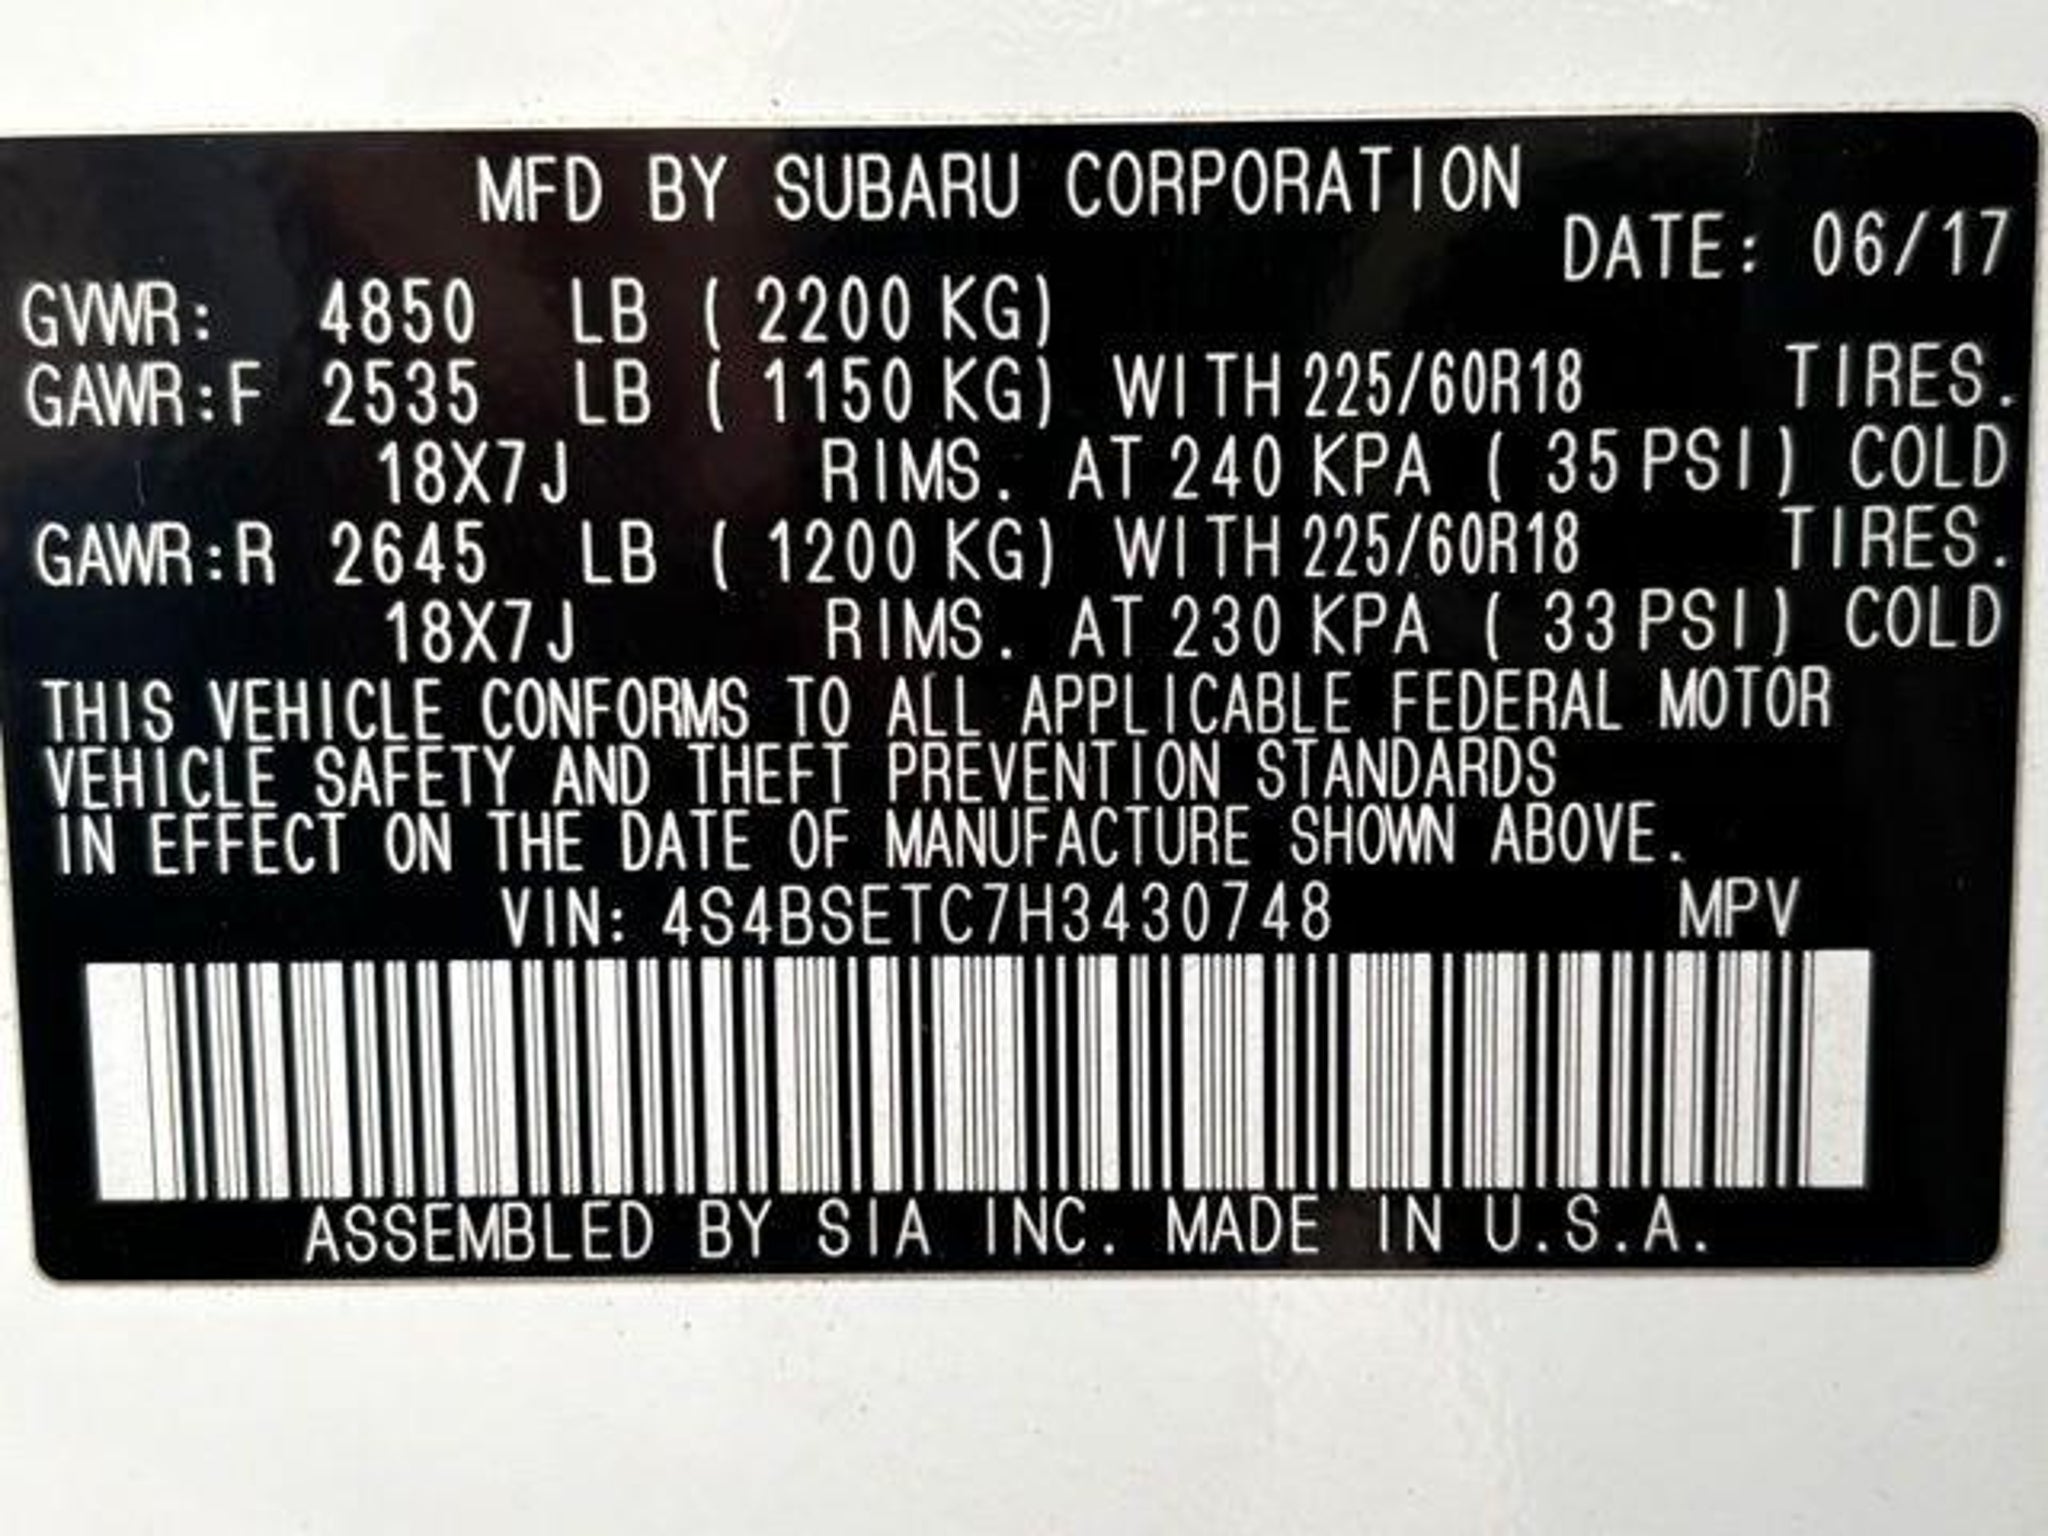 MFD BY SUBARU CORPORATION
DATE: 06/17
GVWR: 4850 LB ( 2200 KG)
GAWR:F 2535 LB ( 1150 KG) WITH 225/60R18 TIRES.
18X7J RIMS. AT 240 KPA ( 35 PSI) COLD
GAWR:R 2645 LB ( 1200 KG) WITH 225/60R18 TIRES.
18X7J RIMS. AT 230 KPA ( 33 PSI) COLD
THIS VEHICLE CONFORMS TO ALL APPLICABLE FEDERAL MOTOR
VEHICLE SAFETY AND THEFT PREVENTION STANDARDS
IN EFFECT ON THE DATE OF MANUFACTURE SHOWN ABOVE.
VIN: 4S4BSETC7H3430748 MPV
ASSEMBLED BY SIA INC. MADE IN U.S.A.